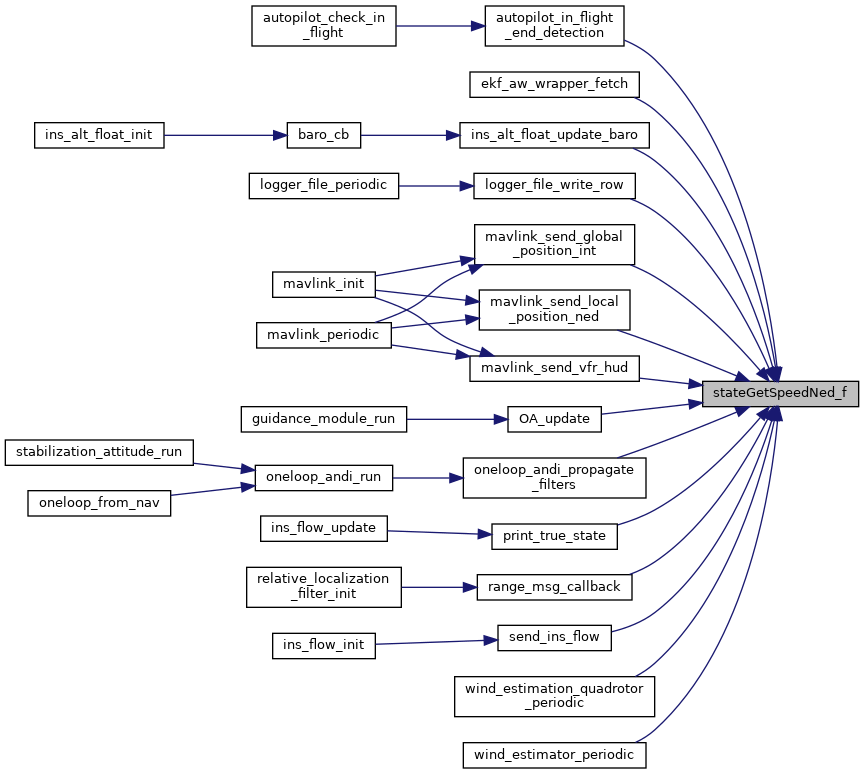 autopilot_check_in
_flight
autopilot_in_flight
_end_detection
ekf_aw_wrapper_fetch
ins_alt_float_init
baro_cb
ins_alt_float_update_baro
logger_file_periodic
logger_file_write_row
mavlink_send_global
_position_int
mavlink_init
mavlink_send_local
_position_ned
mavlink_periodic
mavlink_send_vfr_hud
stateGetSpeedNed_f
guidance_module_run
OA_update
stabilization_attitude_run
oneloop_andi_run
oneloop_andi_propagate
_filters
oneloop_from_nav
ins_flow_update
print_true_state
relative_localization
_filter_init
range_msg_callback
ins_flow_init
send_ins_flow
wind_estimation_quadrotor
_periodic
wind_estimator_periodic